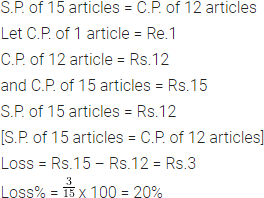 S.P. of 15 articles = C.P. of 12 articles
Let C.P. of 1 article = Re.1
C.P. of 12 article = Rs.12
and C.P. of 15 articles = Rs.15
S.P. of 15 articles = Rs.12
[S.P. of 15 articles = C.P. of 12 articles]
Loss = Rs.15 – Rs.12 = Rs.3
Loss% = 3/15 x 100 = 20%